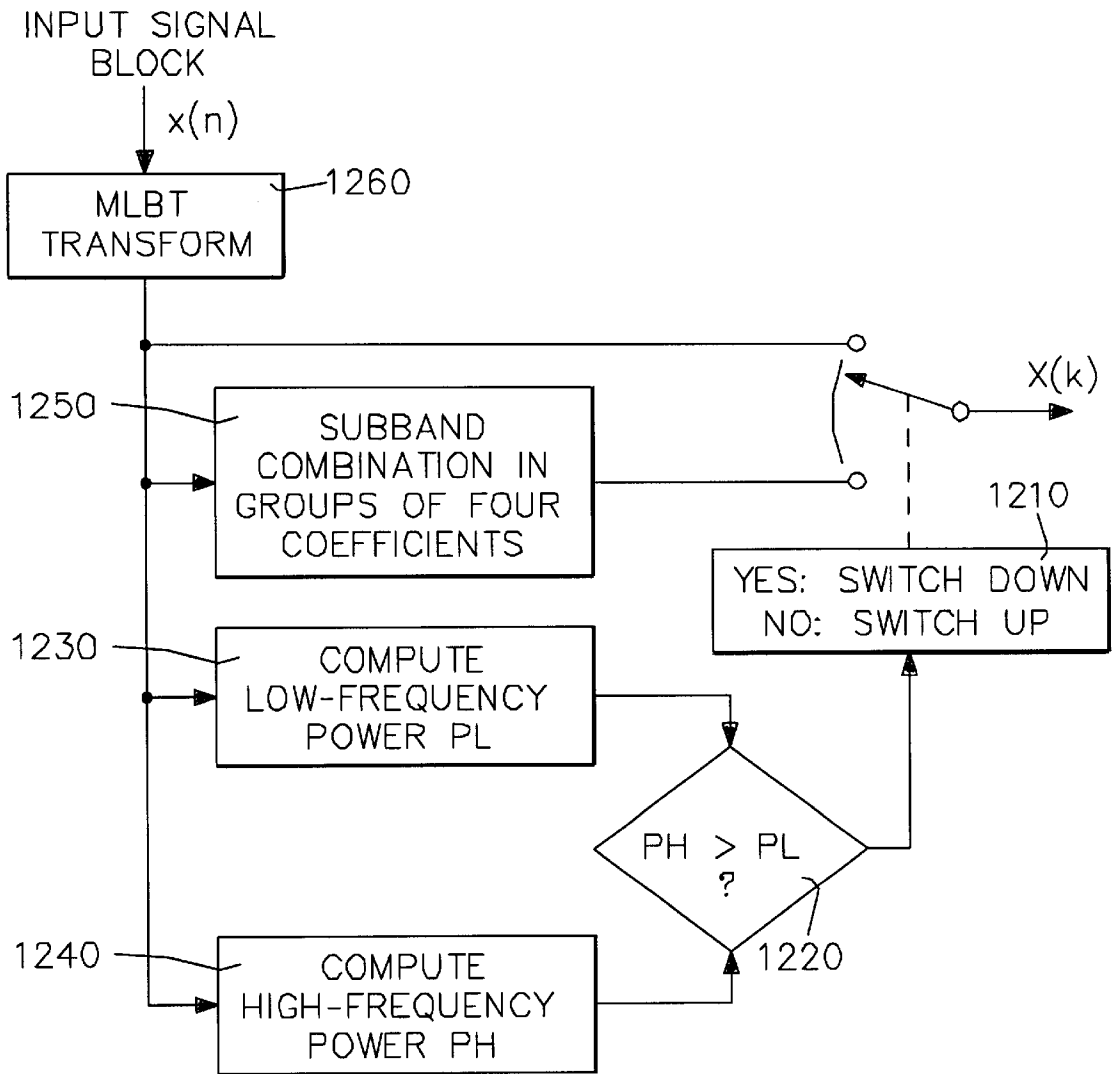 INPUT SIGNAL
BLOCK
x(n)
1260
MLBT
TRANSFORM
X(k)
1250
SUBBAND
COMBINATION IN
GROUPS OF FOUR
COEFFICIENTS
1210
YES: SWITCH DOWN
NO: SWITCH UP
1230
COMPUTE
LOW-FREQUENCY
POWER PL
PH > PL
?
1220
1240
COMPUTE
HIGH-FREQUENCY
POWER PH